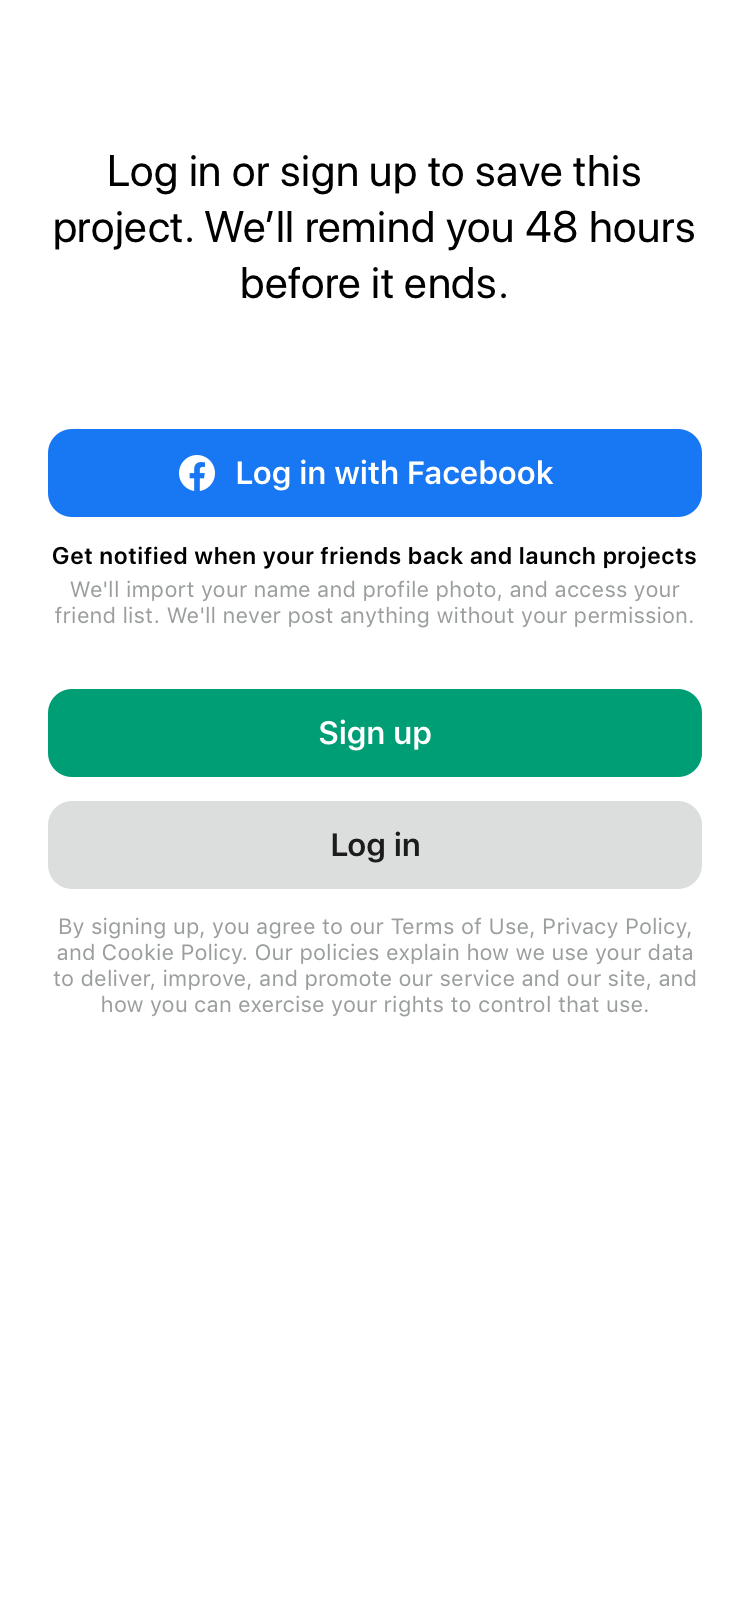 Log in or sign up to save this
project. We’ll remind you 48 hours
before it ends.
Log in with Facebook
Get notified when your friends back and launch projects
We'll import your name and profile photo, and access your
friend list. We'll never post anything without your permission.
Sign up
Log in
By signing up, you agree to our Terms of Use, Privacy Policy,
and Cookie Policy. Our policies explain how we use your data
to deliver, improve, and promote our service and our site, and
how you can exercise your rights to control that use.